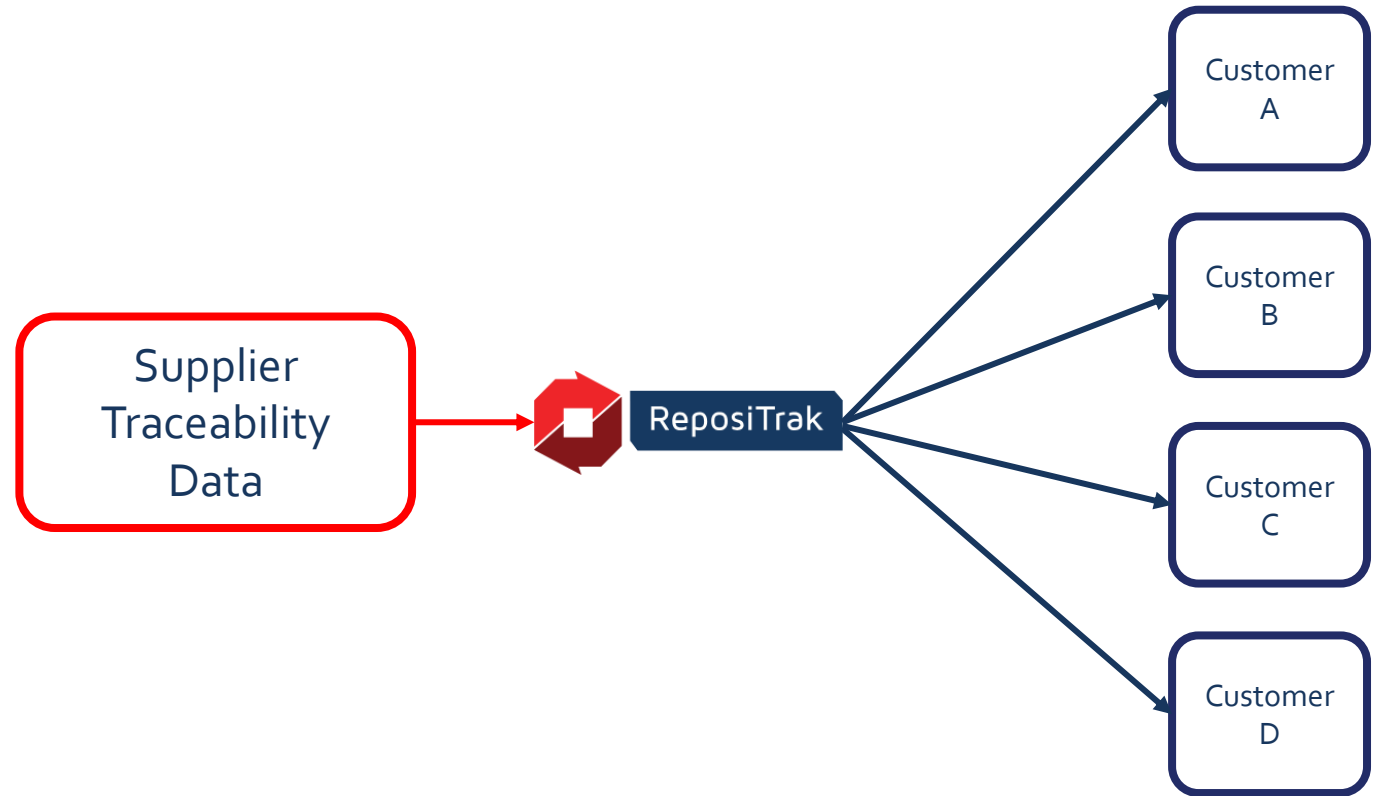 Supplier
Traceability
Data
ReposiTrak
Customer
A
Customer
B
Customer
C
Customer
D